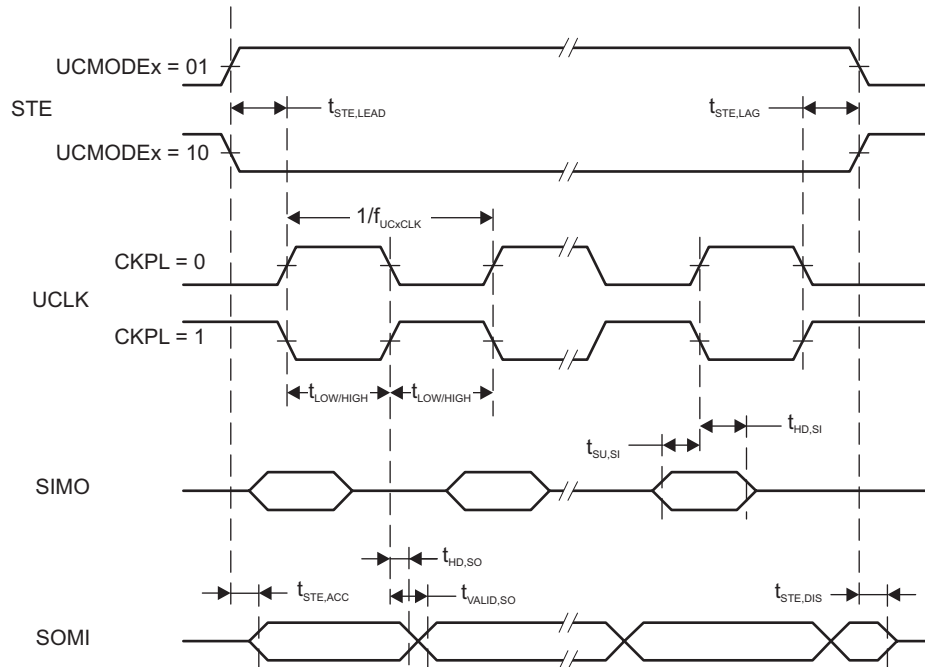 UCMODEx = 01
STE
t_STE,LEAD
t_STE,LAG
UCMODEx = 10
1/f_UCxCLK
CKPL = 0
UCLK
CKPL = 1
t_LOW/HIGH
t_LOW/HIGH
t_HD,SI
t_SU,SI
SIMO
t_HD,SO
t_STE,ACC
t_VALID,SO
t_STE,DIS
SOMI